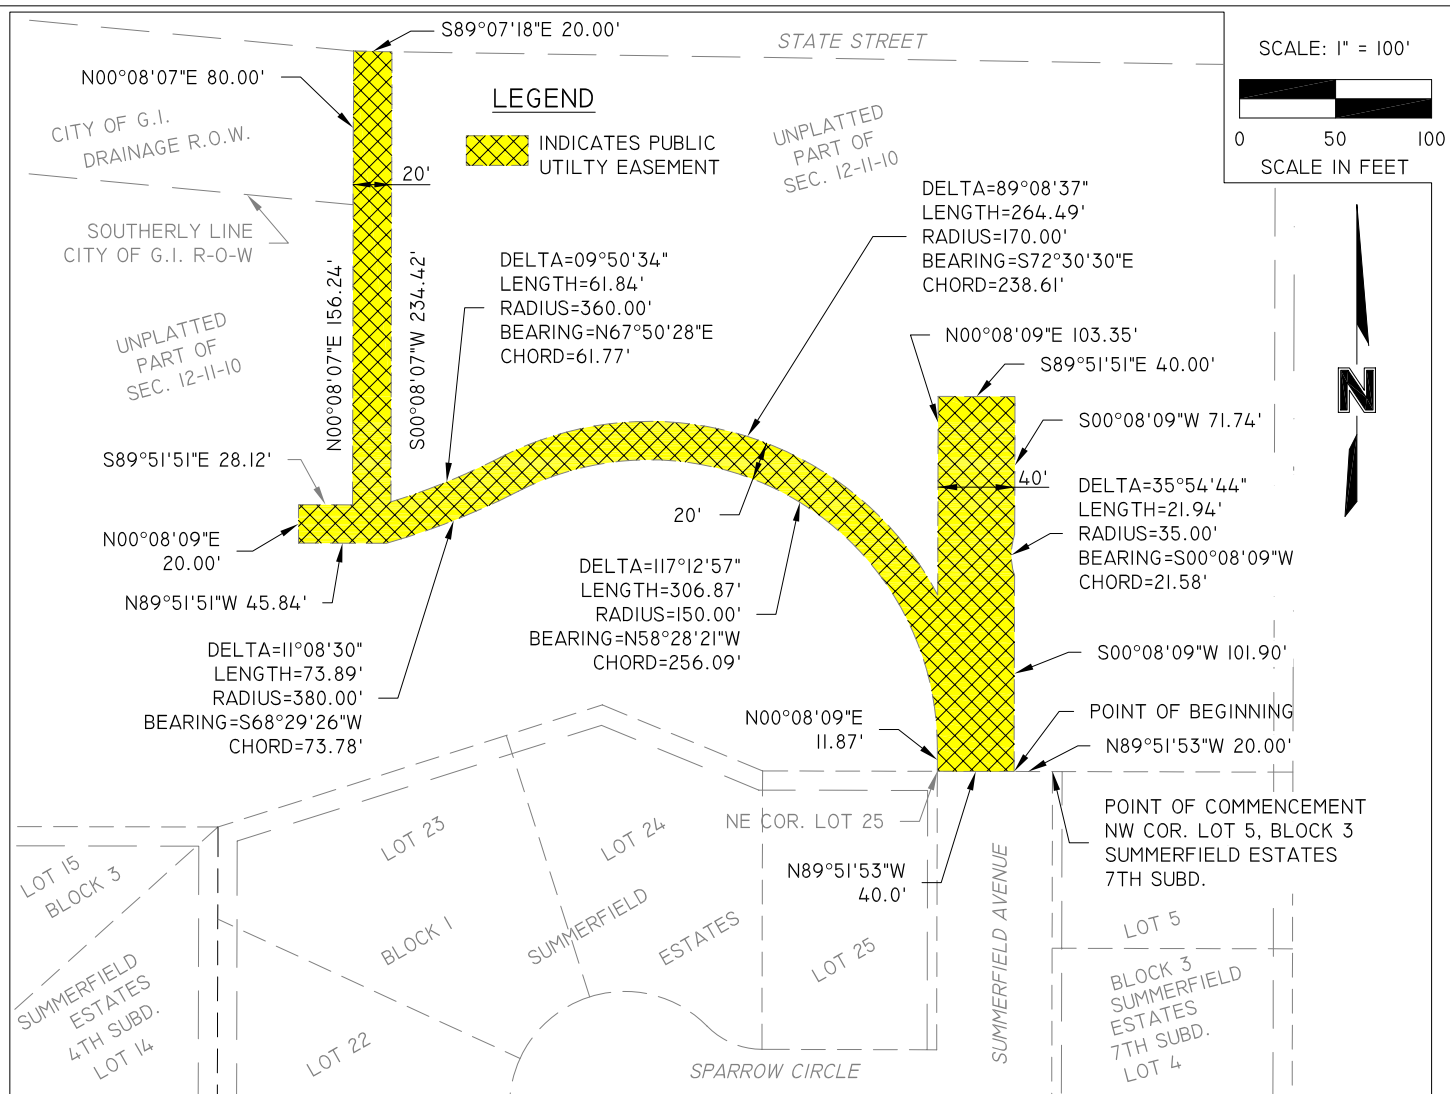 S89°07'18"E 20.00'
STATE STREET
SCALE: 1" = 100'
0 50 100
SCALE IN FEET
N00°08'07"E 80.00'
LEGEND
INDICATES PUBLIC
UTILTY EASEMENT
CITY OF G.I.
DRAINAGE R.O.W.
UNPLATTED
PART OF
SEC. 12-11-10
20'
SOUTHERLY LINE
CITY OF G.I. R-O-W
DELTA=89°08'37"
LENGTH=264.49'
RADIUS=170.00'
BEARING=S72°30'30"E
CHORD=238.61'
N00°08'07"E 156.24'
S00°08'07"W 234.42'
DELTA=09°50'34"
LENGTH=61.84'
RADIUS=360.00'
BEARING=N67°50'28"E
CHORD=61.77'
UNPLATTED
PART OF
SEC. 12-11-10
N00°08'09"E 103.35'
S89°51'51"E 40.00'
N
S00°08'09"W 71.74'
S89°51'51"E 28.12'
40'
20'
DELTA=35°54'44"
LENGTH=21.94'
RADIUS=35.00'
BEARING=S00°08'09"W
CHORD=21.58'
N00°08'09"E
20.00'
N89°51'51"W 45.84'
DELTA=117°12'57"
LENGTH=306.87'
RADIUS=150.00'
BEARING=N58°28'21"W
CHORD=256.09'
DELTA=11°08'30"
LENGTH=73.89'
RADIUS=380.00'
BEARING=S68°29'26"W
CHORD=73.78'
S00°08'09"W 101.90'
N00°08'09"E
11.87'
POINT OF BEGINNING
N89°51'53"W 20.00'
NE COR. LOT 25
POINT OF COMMENCEMENT
NW COR. LOT 5, BLOCK 3
SUMMERFIELD ESTATES
7TH SUBD.
N89°51'53"W
40.0'
LOT 15
BLOCK 3
SUMMERFIELD
ESTATES
4TH SUBD.
LOT 14
LOT 23
LOT 24
BLOCK 1
SUMMERFIELD
ESTATES
LOT 25
LOT 22
SPARROW CIRCLE
SUMMERFIELD AVENUE
LOT 5
BLOCK 3
SUMMERFIELD
ESTATES
7TH SUBD.
LOT 4